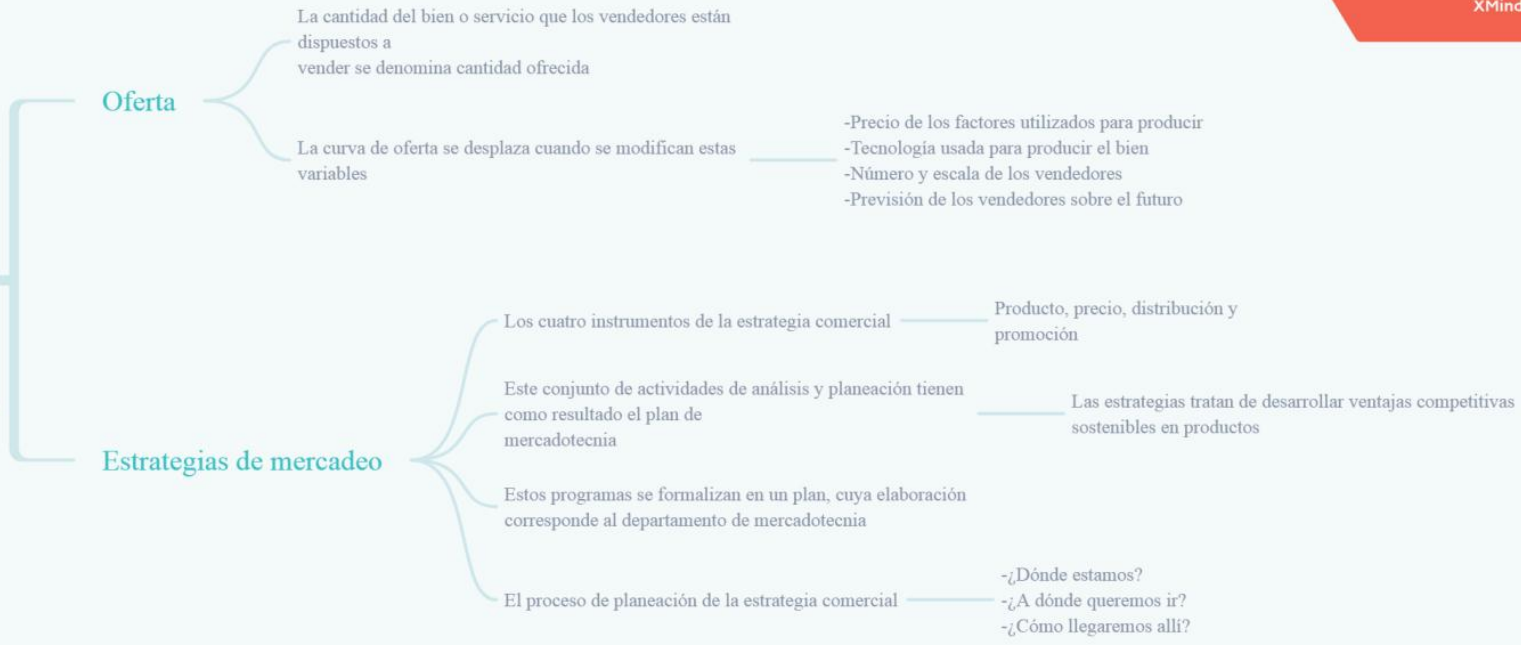 XMind
La cantidad del bien o servicio que los vendedores están
dispuestos a
vender se denomina cantidad ofrecida
Oferta
La curva de oferta se desplaza cuando se modifican estas
variables
-Precio de los factores utilizados para producir
-Tecnología usada para producir el bien
-Número y escala de los vendedores
-Previsión de los vendedores sobre el futuro
Estrategias de mercadeo
Los cuatro instrumentos de la estrategia comercial
Producto, precio, distribución y
promoción
Este conjunto de actividades de análisis y planeación tienen
como resultado el plan de
mercadotecnia
Las estrategias tratan de desarrollar ventajas competitivas
sostenibles en productos
Estos programas se formalizan en un plan, cuya elaboración
corresponde al departamento de mercadotecnia
El proceso de planeación de la estrategia comercial
-¿Dónde estamos?
-¿A dónde queremos ir?
-¿Cómo llegaremos allí?